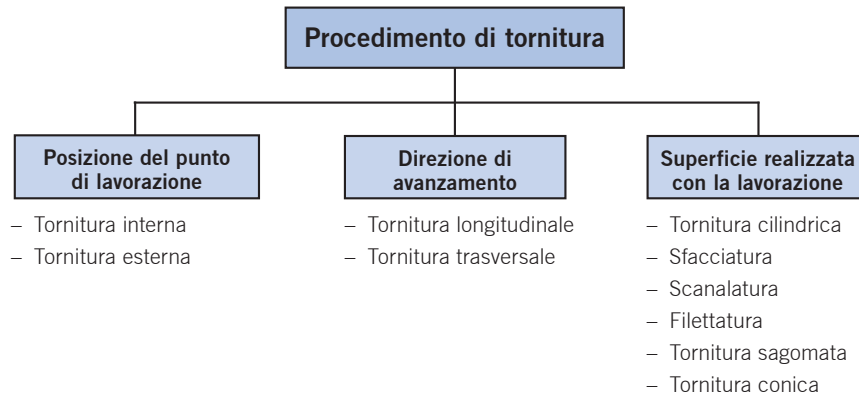 Procedimento di tornitura
Posizione del punto
di lavorazione
– Tornitura interna
– Tornitura esterna
Direzione di
avanzamento
– Tornitura longitudinale
– Tornitura trasversale
Superficie realizzata
con la lavorazione
– Tornitura cilindrica
– Sfacciatura
– Scanalatura
– Filettatura
– Tornitura sagomata
– Tornitura conica